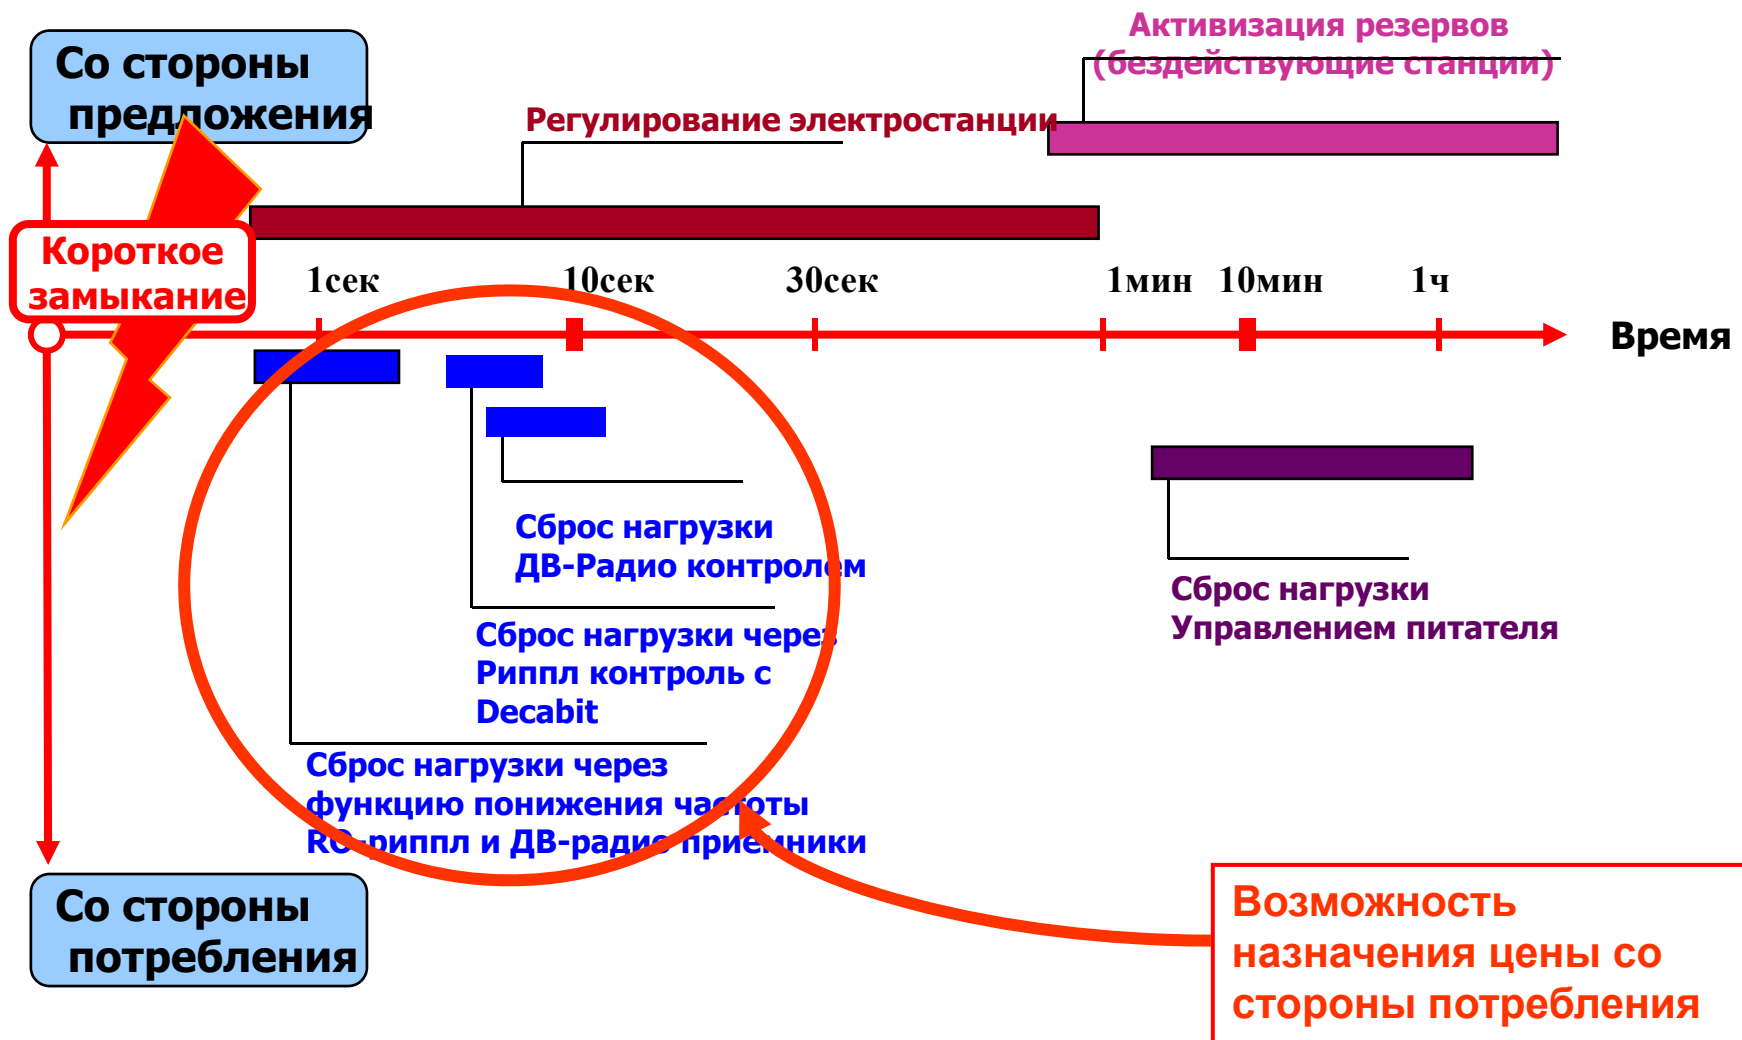 Активизация резервов
(бездействующие станции)
Со стороны
предложения
Регулирование электростанции
Короткое
замыкание
1сек
10сек
30сек
1мин
10мин
1ч
Время
Сброс нагрузки
ДВ-Радио контролем
Сброс нагрузки
Управлением питателя
Сброс нагрузки через
Риппл контроль с
Decabit
Сброс нагрузки через
функцию понижения частоты
RO-риппл и ДВ-радио приемники
Со стороны
потребления
Возможность
назначения цены со
стороны потребления